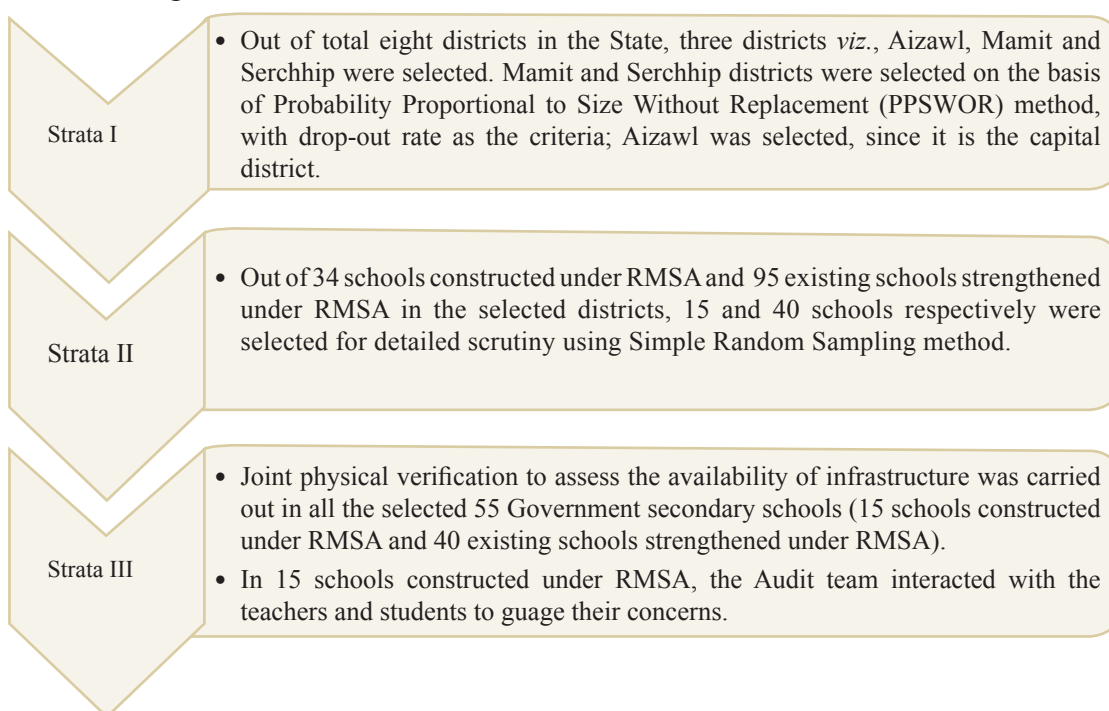 Strata I
• Out of total eight districts in the State, three districts viz., Aizawl, Mamit and
Serchhip were selected. Mamit and Serchhip districts were selected on the basis
of Probability Proportional to Size Without Replacement (PPSWOR) method,
with drop-out rate as the criteria; Aizawl was selected, since it is the capital
district.
Strata II
• Out of 34 schools constructed under RMSA and 95 existing schools strengthened
under RMSA in the selected districts, 15 and 40 schools respectively were
selected for detailed scrutiny using Simple Random Sampling method.
Strata III
• Joint physical verification to assess the availability of infrastructure was carried
out in all the selected 55 Government secondary schools (15 schools constructed
under RMSA and 40 existing schools strengthened under RMSA).
• In 15 schools constructed under RMSA, the Audit team interacted with the
teachers and students to guage their concerns.